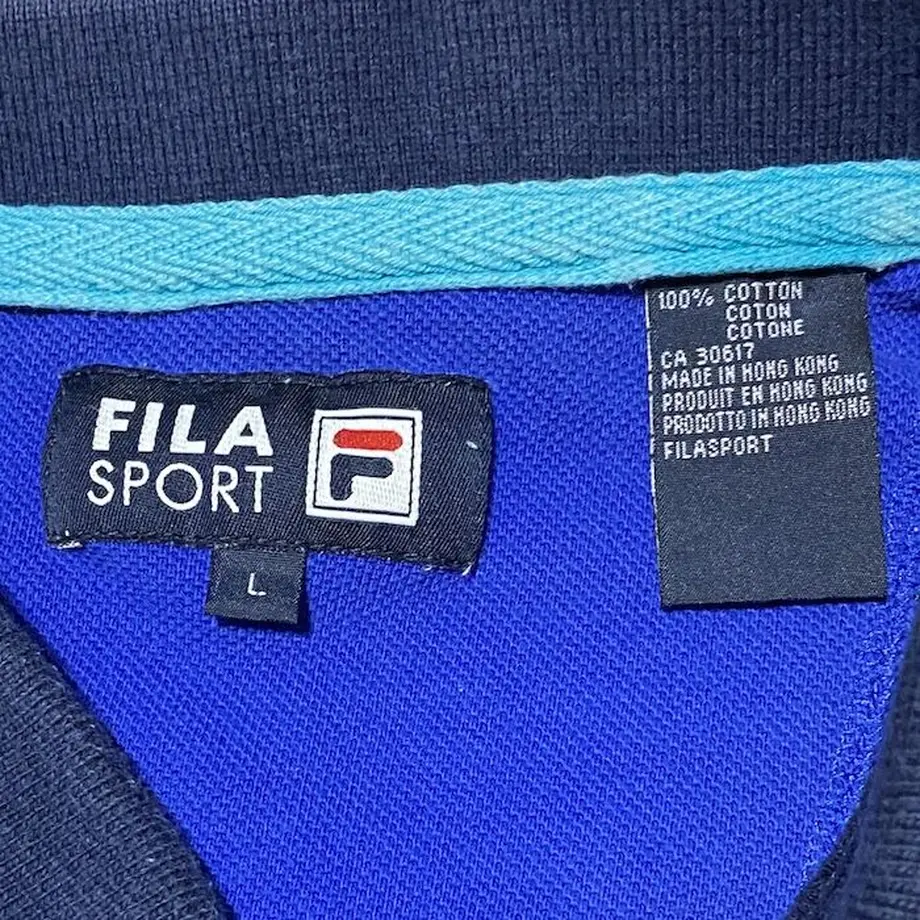 FILA
SPORT
L
100% COTTON
COTON
COTONE
CA 30617
MADE IN HONG KONG
PRODUIT EN HONG KONG
PRODOTTO IN HONG KONG
FILASPORT